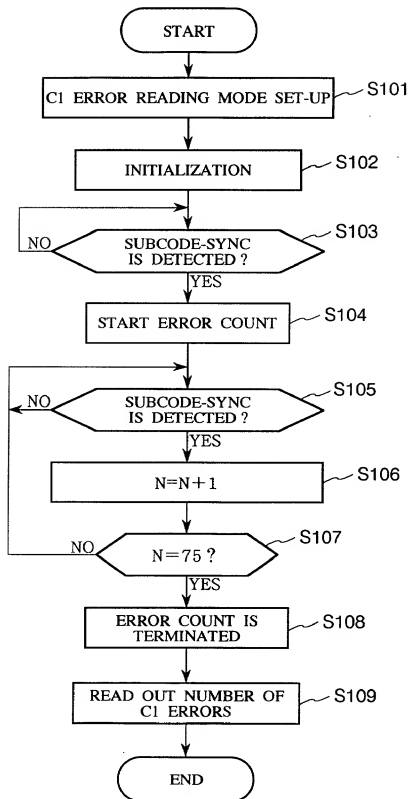 START
C1 ERROR READING MODE SET-UP
S101
INITIALIZATION
S102
SUBCODE-SYNC
IS DETECTED ?
S103
NO
YES
START ERROR COUNT
S104
SUBCODE-SYNC
IS DETECTED ?
S105
NO
YES
N=N+1
S106
N=75 ?
S107
NO
YES
ERROR COUNT IS
TERMINATED
S108
READ OUT NUMBER OF
C1 ERRORS
S109
END